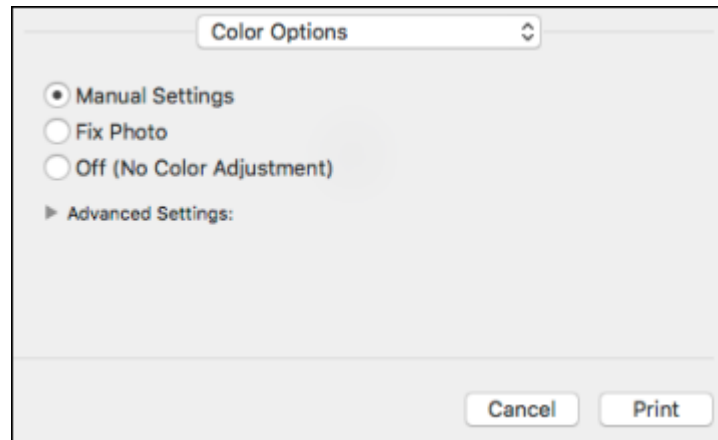 Color Options
Manual Settings
Fix Photo
Off (No Color Adjustment)
Advanced Settings:
Cancel Print